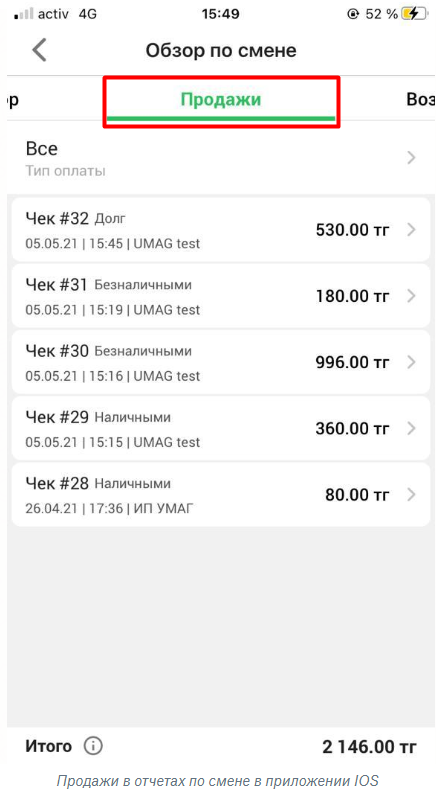 activ 4G 15:49 52 %
Обзор по смене
ор Продажи Воз
Все
Тип оплаты
Чек #32 Долг
530.00 тг
05.05.21 | 15:45 | UMAG test
Чек #31 Безналичными
180.00 тг
05.05.21 | 15:19 | UMAG test
Чек #30 Безналичными
996.00 тг
05.05.21 | 15:16 | UMAG test
Чек #29 Наличными
360.00 тг
05.05.21 | 15:15 | UMAG test
Чек #28 Наличными
80.00 тг
26.04.21 | 17:36 | ИП УМАГ
Итого 2 146.00 тг
Продажи в отчетах по смене в приложении IOS